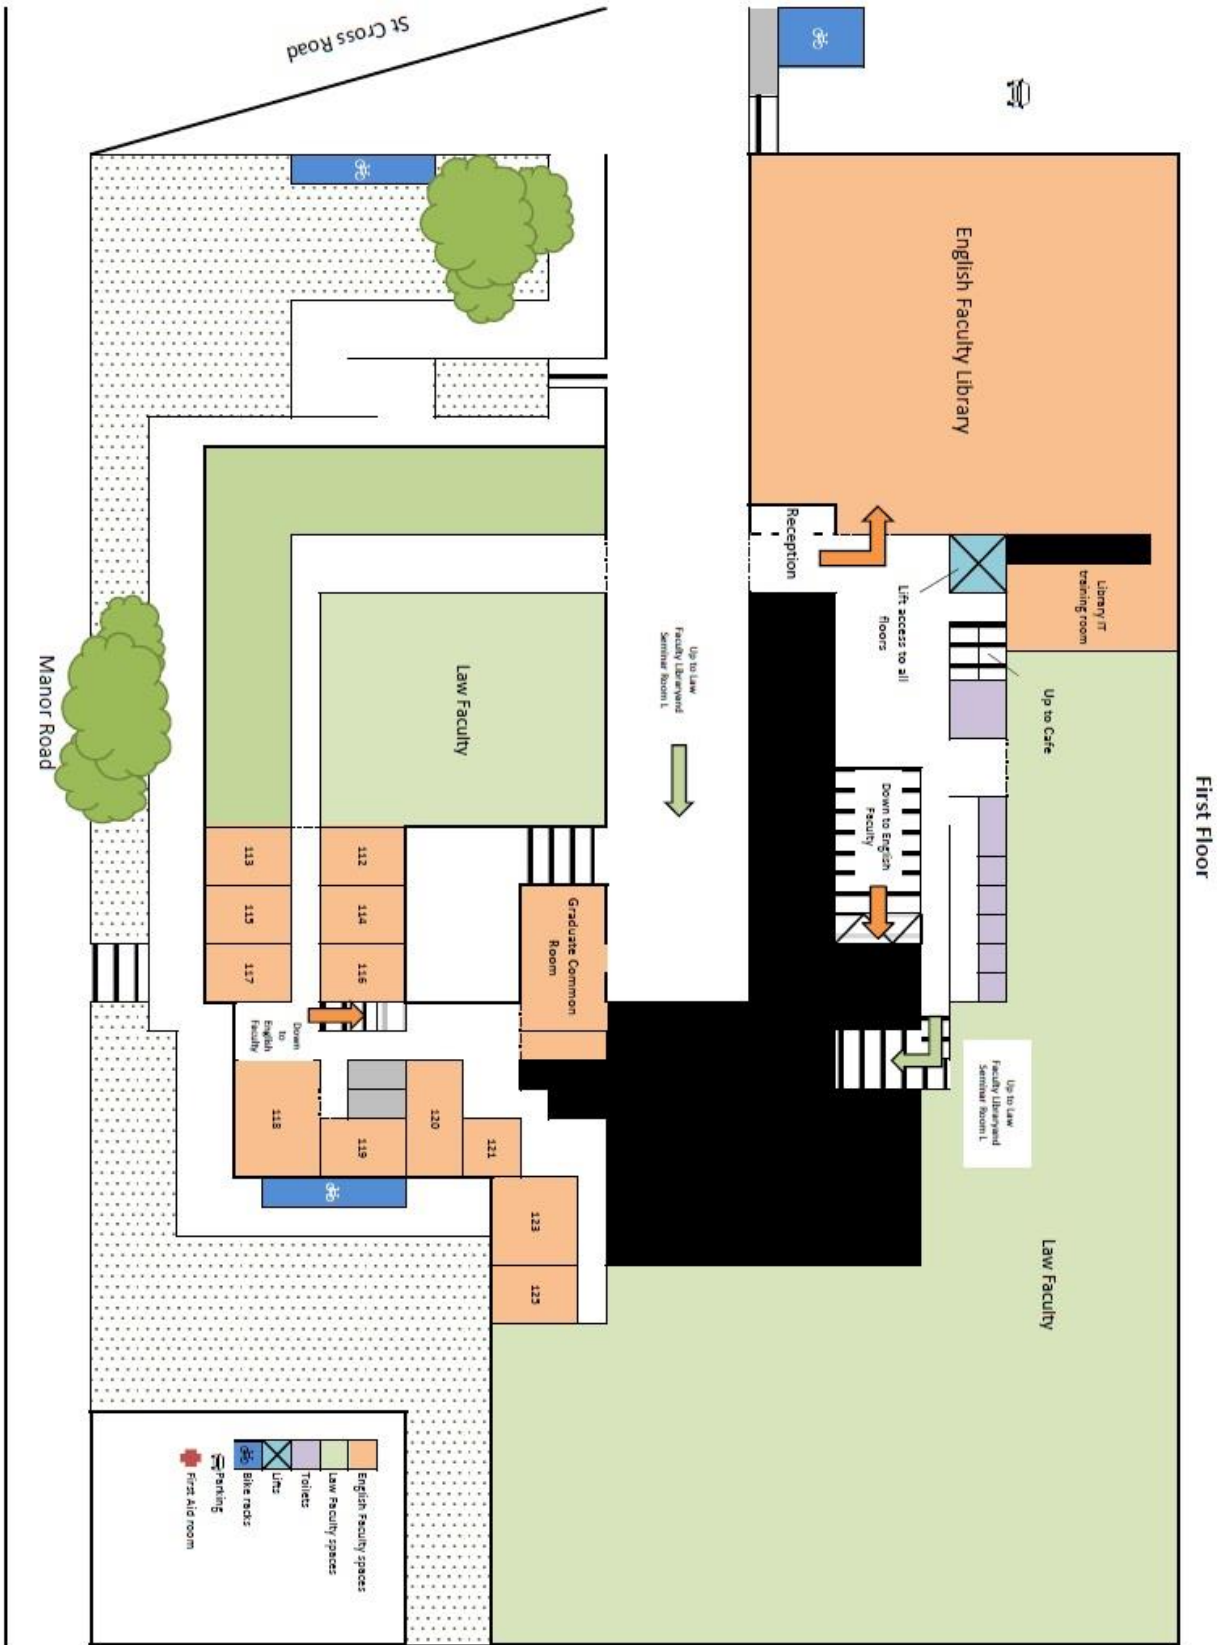 First Floor
St Cross Road
English Faculty Library
Library IT
training room
Reception
Lift access to all
floors
Up to Cafe
Up to Law
Faculty Libraryand
Seminar Room L
Down to English
Faculty
Law Faculty
Law Faculty
Up to Law
Faculty Libraryand
Seminar Room L
Graduate Common
Room
112
113
114
115
116
117
Down
to
English
Faculty
118
119
120
121
123
125
Manor Road
English Faculty spaces
Law Faculty spaces
Toilets
Lifts
Bike racks
Parking
First Aid room